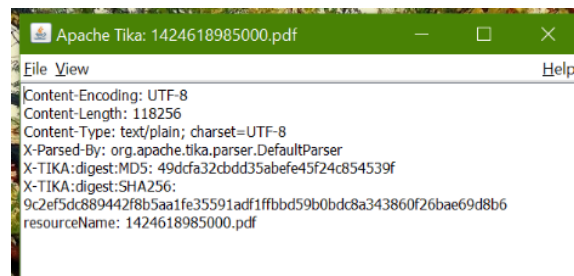 Apache Tika: 1424618985000.pdf
File View Help
Content-Encoding: UTF-8
Content-Length: 118256
Content-Type: text/plain; charset=UTF-8
X-Parsed-By: org.apache.tika.parser.DefaultParser
X-TIKA:digest:MD5: 49dcfa32cbdd35abefe45f24c854539f
X-TIKA:digest:SHA256:
9c2ef5dc889442f8b5aa1fe35591adf1ffbbd59b0bdc8a343860f26bae69d8b6
resourceName: 1424618985000.pdf